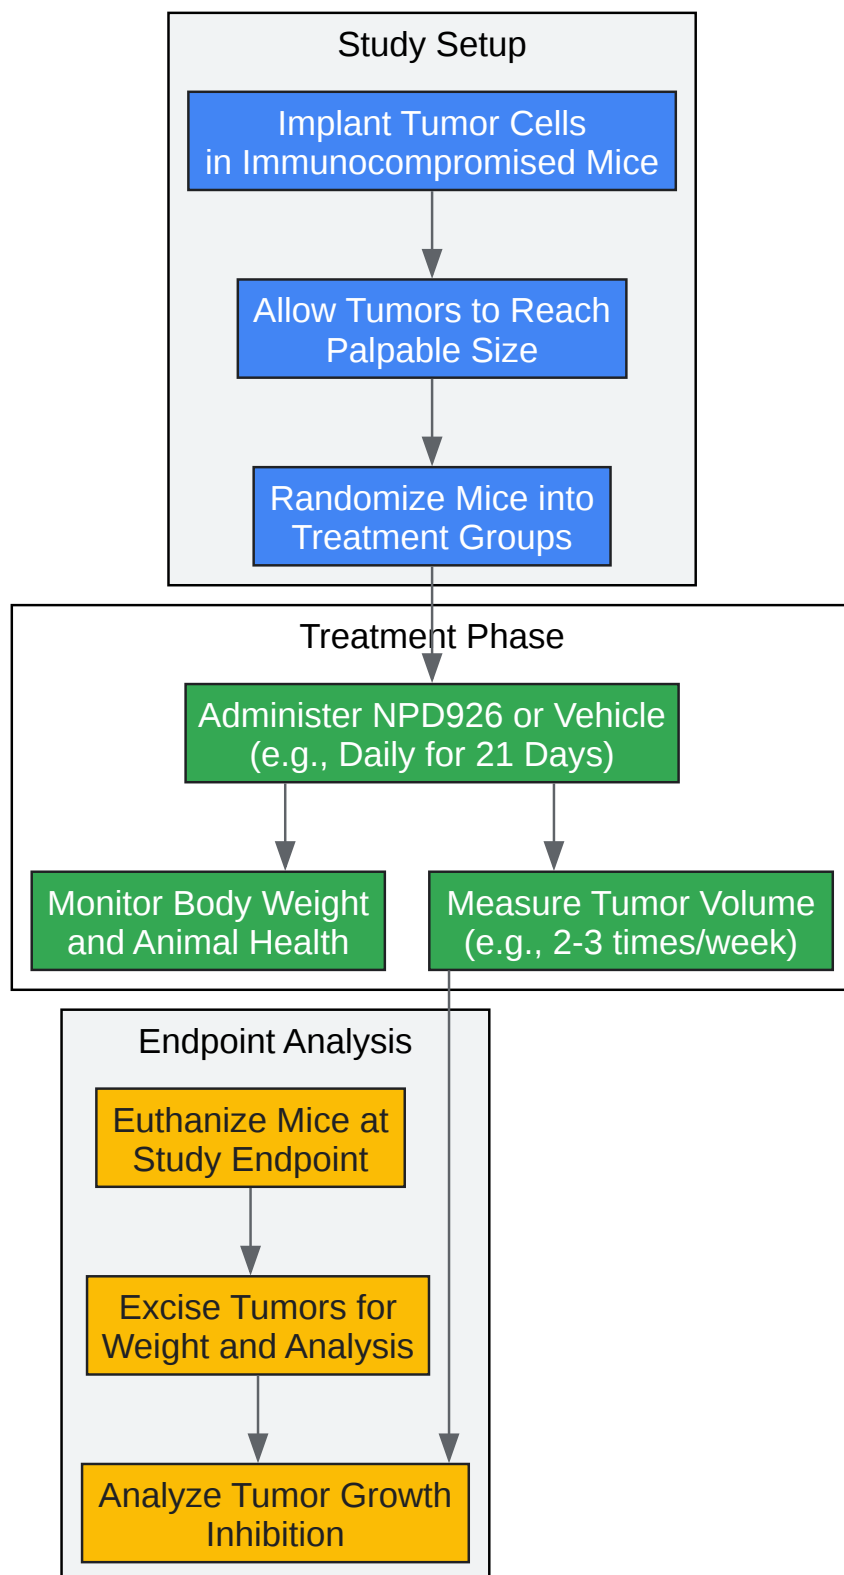 Study Setup
Implant Tumor Cells
in Immunocompromised Mice
Allow Tumors to Reach
Palpable Size
Randomize Mice into
Treatment Groups
Treatment Phase
Administer NPD926 or Vehicle
(e.g., Daily for 21 Days)
Monitor Body Weight
and Animal Health
Measure Tumor Volume
(e.g., 2-3 times/week)
Endpoint Analysis
Euthanize Mice at
Study Endpoint
Excise Tumors for
Weight and Analysis
Analyze Tumor Growth
Inhibition